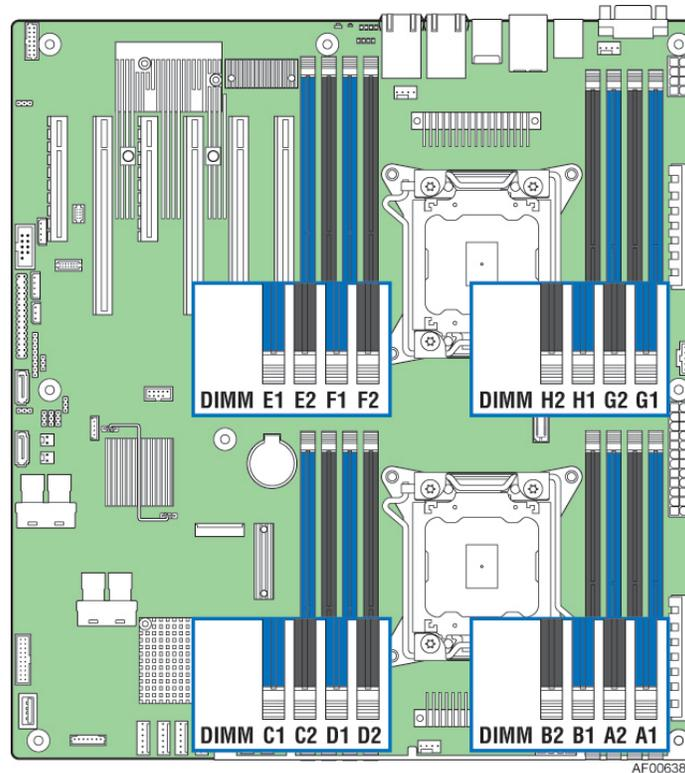 DIMM E1 E2 F1 F2
DIMM H2 H1 G2 G1
DIMM C1 C2 D1 D2
DIMM B2 B1 A2 A1
AF00638